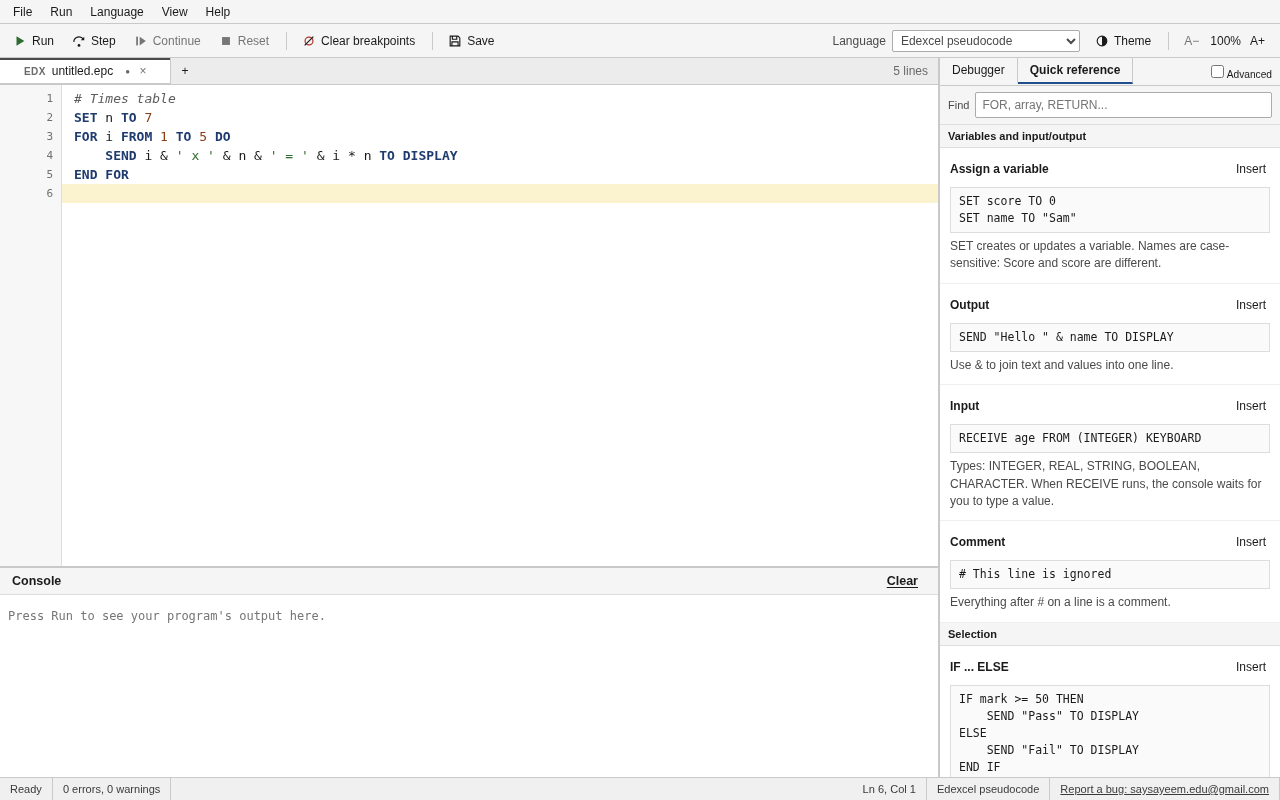 File Run Language View Help
Run Step Continue Reset Clear breakpoints Save Language Edexcel pseudocode Theme A− 100% A+
EDX untitled.epc • × + 5 lines
1 # Times table
2 SET n TO 7
3 FOR i FROM 1 TO 5 DO
4 SEND i & ' x ' & n & ' = ' & i * n TO DISPLAY
5 END FOR
6
Console Clear
Press Run to see your program's output here.
Debugger Quick reference Advanced
Find FOR, array, RETURN...
Variables and input/output
Assign a variable Insert
SET score TO 0
SET name TO "Sam"
SET creates or updates a variable. Names are case-
sensitive: Score and score are different.
Output Insert
SEND "Hello " & name TO DISPLAY
Use & to join text and values into one line.
Input Insert
RECEIVE age FROM (INTEGER) KEYBOARD
Types: INTEGER, REAL, STRING, BOOLEAN,
CHARACTER. When RECEIVE runs, the console waits for
you to type a value.
Comment Insert
# This line is ignored
Everything after # on a line is a comment.
Selection
IF ... ELSE Insert
IF mark >= 50 THEN
SEND "Pass" TO DISPLAY
ELSE
SEND "Fail" TO DISPLAY
END IF
Ready 0 errors, 0 warnings Ln 6, Col 1 Edexcel pseudocode Report a bug: saysayeem.edu@gmail.com